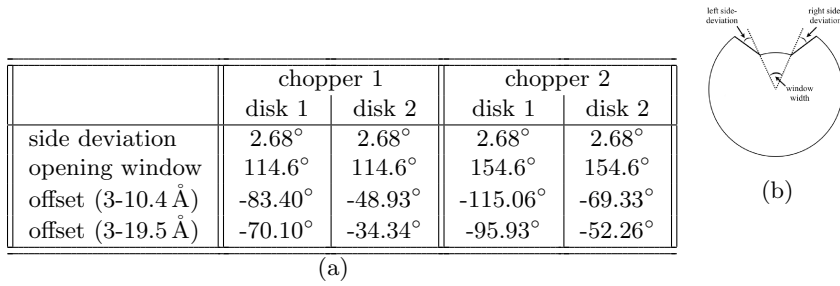 chopper 1 chopper 2
disk 1 disk 2 disk 1 disk 2
side deviation 2.68° 2.68° 2.68° 2.68°
opening window 114.6° 114.6° 154.6° 154.6°
offset (3-10.4 Å) -83.40° -48.93° -115.06° -69.33°
offset (3-19.5 Å) -70.10° -34.34° -95.93° -52.26°
(a)
left side-
deviation
right side
deviation
window
width
(b)